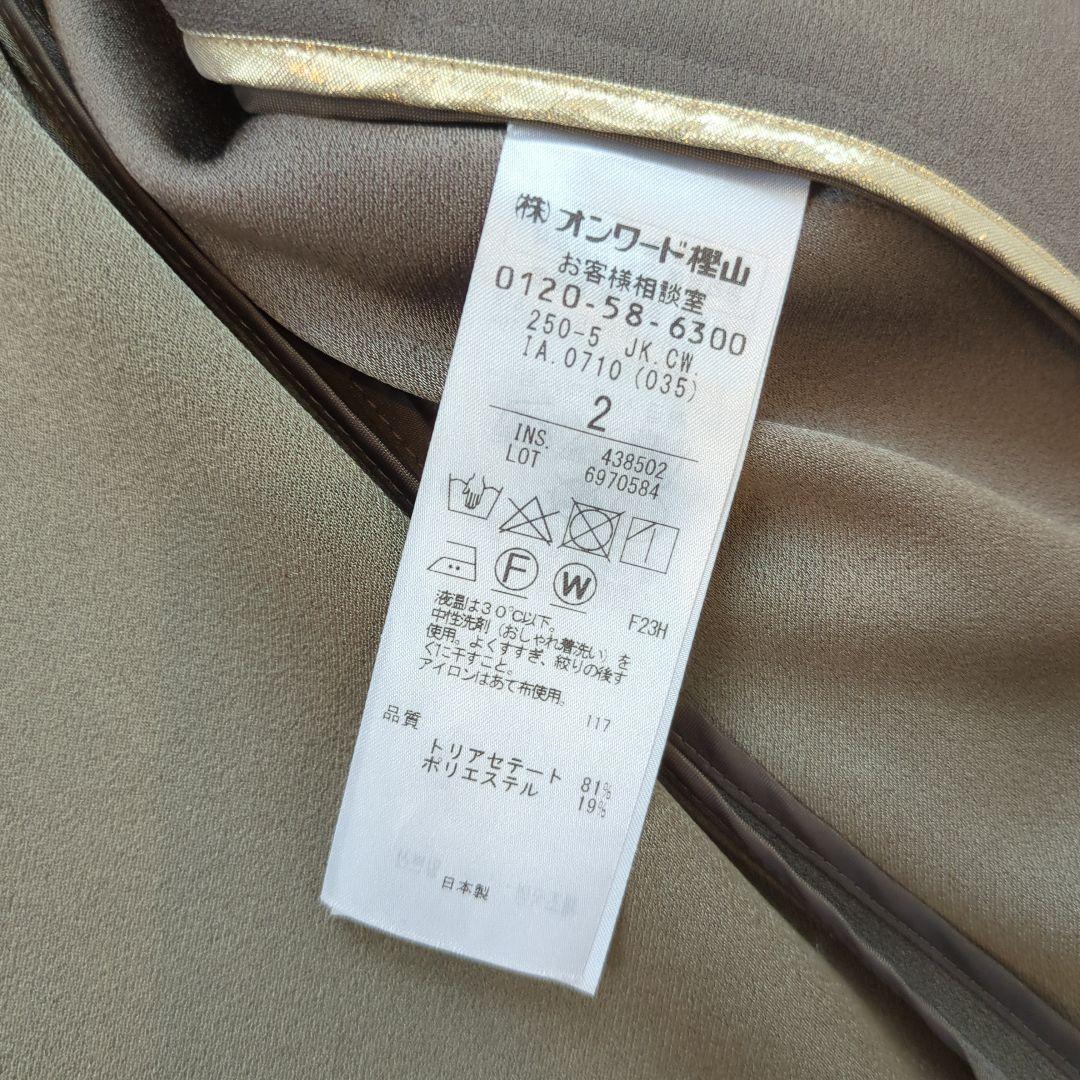 (株)オンワード樫山
お客様相談室
0120-58-6300
250-5 JK.CW.
IA.0710(035)
2
INS. 438502
LOT 6970584
F W
F23H
液温は30℃以下。
中性洗剤(おしゃれ着洗い)を
使用。よくすすぎ、絞りの後す
ぐに干すこと。
アイロンはあて布使用。
117
品質
トリアセテート 81%
ポリエステル 19%
日本製